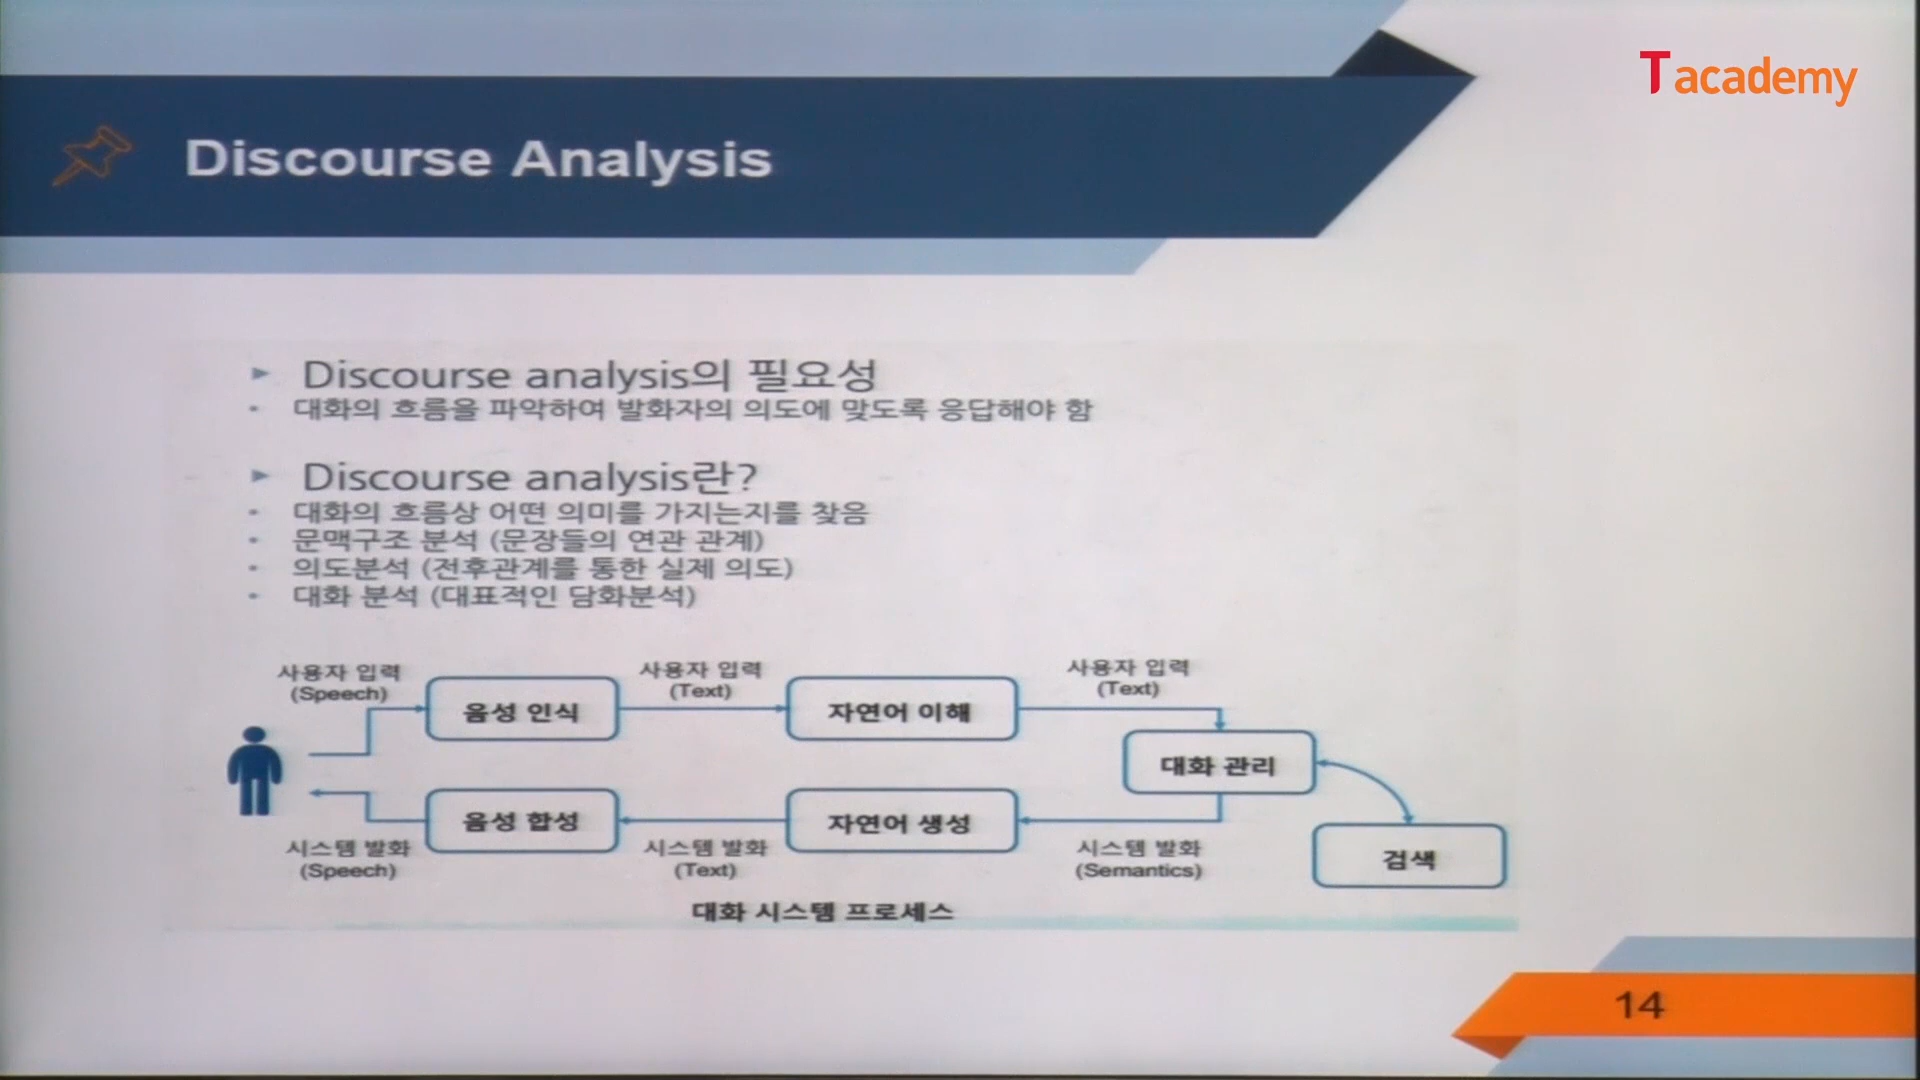 T academy
Discourse Analysis
Discourse analysis의 필요성
대화의 흐름을 파악하여 발화자의 의도에 맞도록 응답해야 함
Discourse analysis란?
대화의 흐름상 어떤 의미를 가지는지를 찾음
문맥구조 분석 (문장들의 연관 관계)
의도분석 (전후관계를 통한 실제 의도)
대화 분석 (대표적인 담화분석)
사용자 입력
(Speech)
음성 인식
사용자 입력
(Text)
자연어 이해
사용자 입력
(Text)
대화 관리
검색
시스템 발화
(Semantics)
자연어 생성
시스템 발화
(Text)
음성 합성
시스템 발화
(Speech)
대화 시스템 프로세스
14